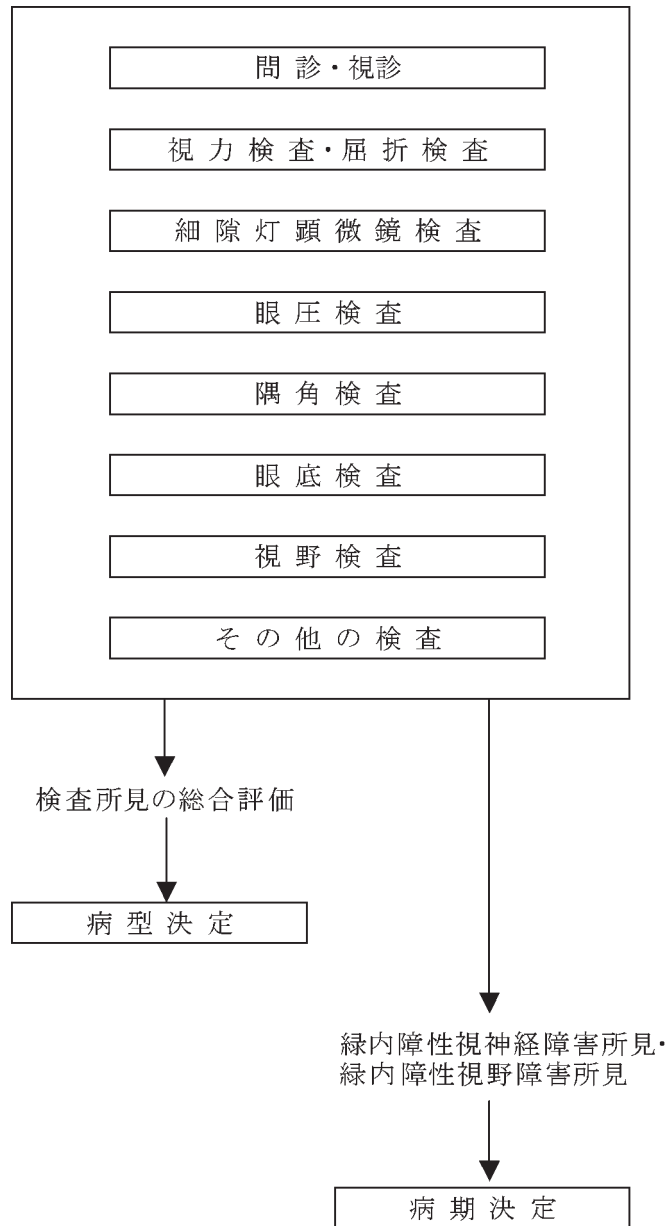 問診・視診
視力検査・屈折検査
細隙灯顕微鏡検査
眼圧検査
隅角検査
眼底検査
視野検査
その他の検査
検査所見の総合評価
病型決定
緑内障性視神経障害所見・
緑内障性視野障害所見
病期決定